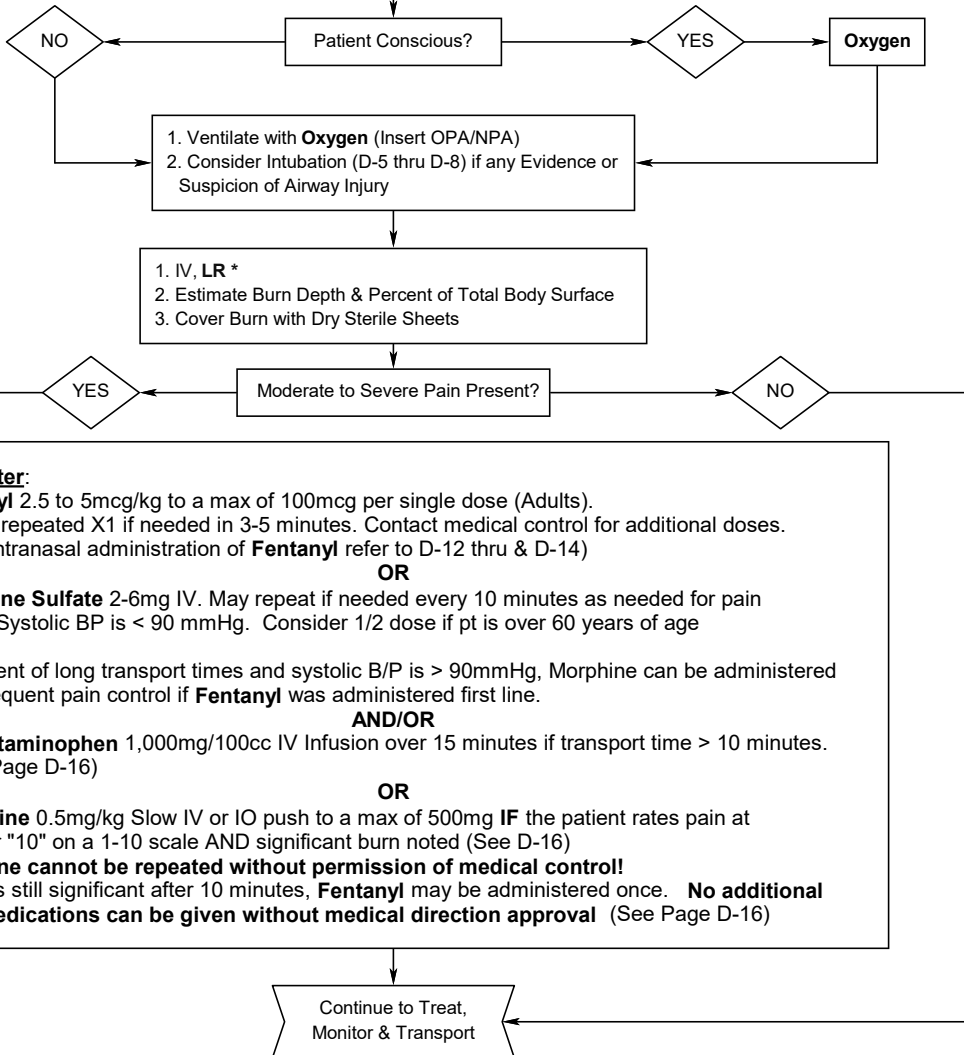 NO
Patient Conscious?
YES
Oxygen
1. Ventilate with Oxygen (Insert OPA/NPA)
2. Consider Intubation (D-5 thru D-8) if any Evidence or
Suspicion of Airway Injury
1. IV, LR *
2. Estimate Burn Depth & Percent of Total Body Surface
3. Cover Burn with Dry Sterile Sheets
YES
Moderate to Severe Pain Present?
NO
ter:
yl 2.5 to 5mcg/kg to a max of 100mcg per single dose (Adults).
repeated X1 if needed in 3-5 minutes. Contact medical control for additional doses.
ntranasal administration of Fentanyl refer to D-12 thru & D-14)
OR
ne Sulfate 2-6mg IV. May repeat if needed every 10 minutes as needed for pain
Systolic BP is < 90 mmHg. Consider 1/2 dose if pt is over 60 years of age
ent of long transport times and systolic B/P is > 90mmHg, Morphine can be administered
equent pain control if Fentanyl was administered first line.
AND/OR
taminophen 1,000mg/100cc IV Infusion over 15 minutes if transport time > 10 minutes.
Page D-16)
OR
ine 0.5mg/kg Slow IV or IO push to a max of 500mg IF the patient rates pain at
r "10" on a 1-10 scale AND significant burn noted (See D-16)
ne cannot be repeated without permission of medical control!
s still significant after 10 minutes, Fentanyl may be administered once. No additional
edications can be given without medical direction approval (See Page D-16)
Continue to Treat,
Monitor & Transport